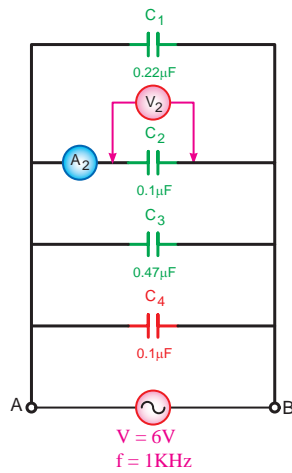 C1
0.22µF
V2
A2
C2
0.1µF
C3
0.47µF
C4
0.1µF
A
B
V = 6V
f = 1KHz